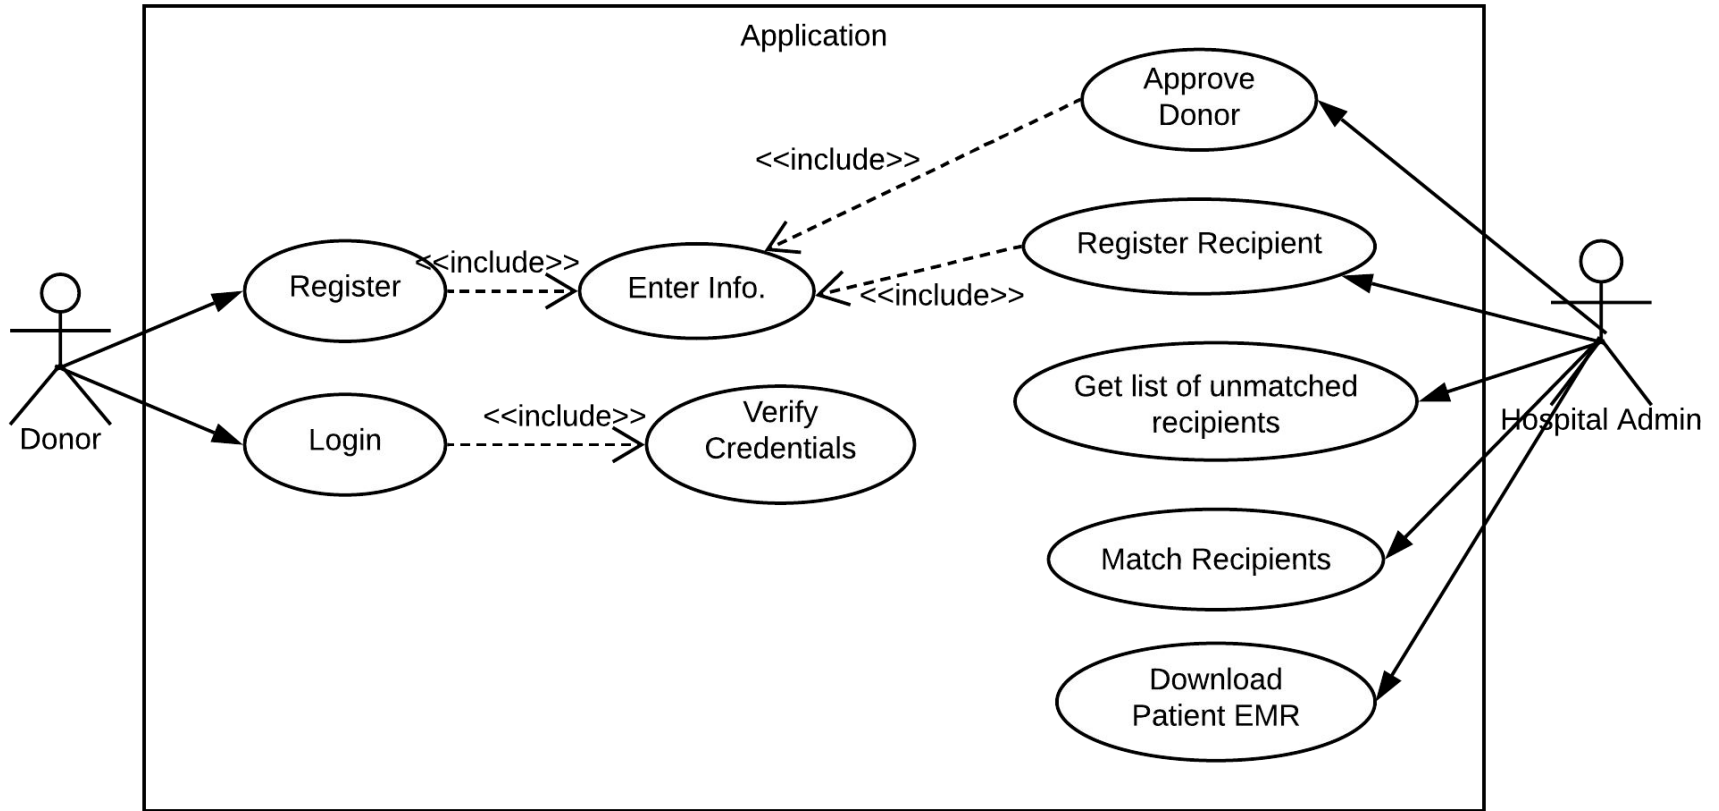 Application
Approve
Donor
<<include>>
Register Recipient
<<include>>
Register
Enter Info.
<<include>>
Get list of unmatched
recipients
<<include>>
Verify
Credentials
Login
Donor
Hospital Admin
Match Recipients
Download
Patient EMR